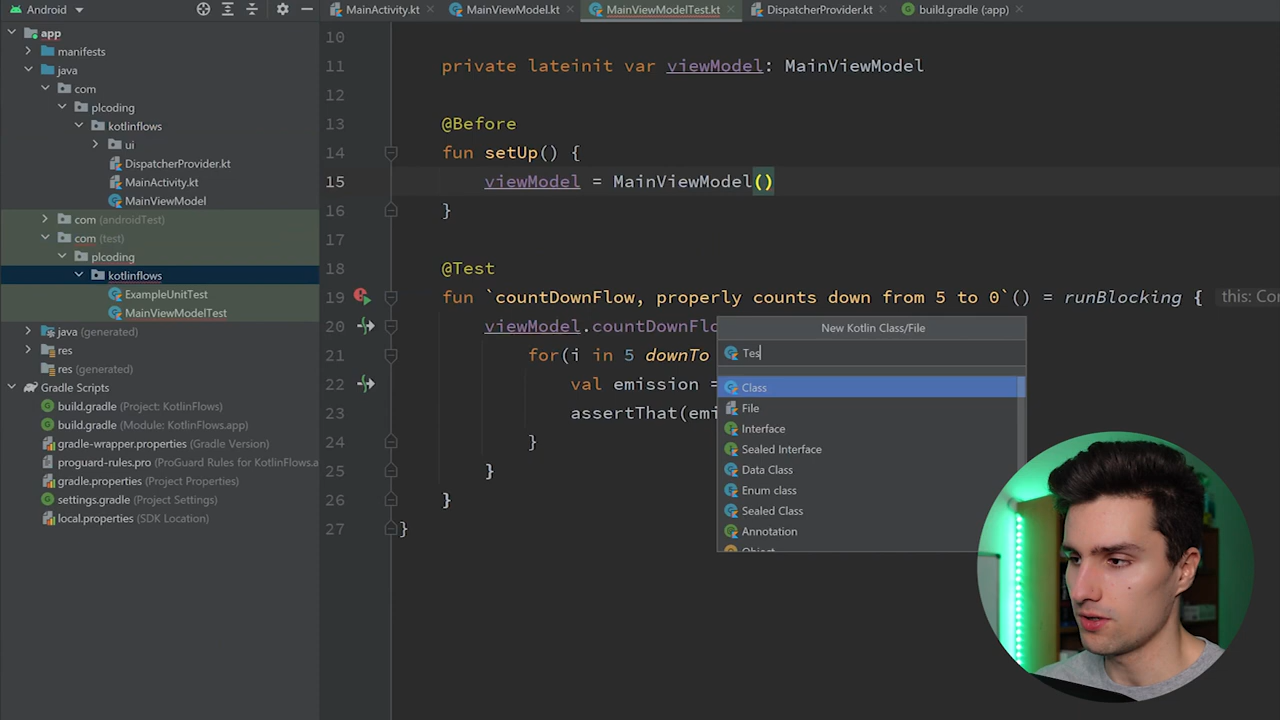 Android
MainActivity.kt
MainViewModel.kt
MainViewModelTest.kt
DispatcherProvider.kt
build.gradle (:app)
app
manifests
java
com
plcoding
kotlinflows
ui
DispatcherProvider.kt
MainActivity.kt
MainViewModel
com (androidTest)
com (test)
plcoding
kotlinflows
ExampleUnitTest
MainViewModelTest
java (generated)
res
res (generated)
Gradle Scripts
build.gradle (Project: KotlinFlows)
build.gradle (Module: KotlinFlows.app)
gradle-wrapper.properties (Gradle Version)
proguard-rules.pro (ProGuard Rules for KotlinFlows.a
gradle.properties (Project Properties)
settings.gradle (Project Settings)
local.properties (SDK Location)
10
11 private lateinit var viewModel: MainViewModel
12
13 @Before
14 fun setUp() {
15 viewModel = MainViewModel()
16 }
17
18 @Test
19 fun `countDownFlow, properly counts down from 5 to 0`() = runBlocking { this: Co
20 viewModel.countDownFlo
21 for(i in 5 downTo
22 val emission =
23 assertThat(emi
24 }
25 }
26 }
27 }
New Kotlin Class/File
Tes
Class
File
Interface
Sealed Interface
Data Class
Enum class
Sealed Class
Annotation
Object